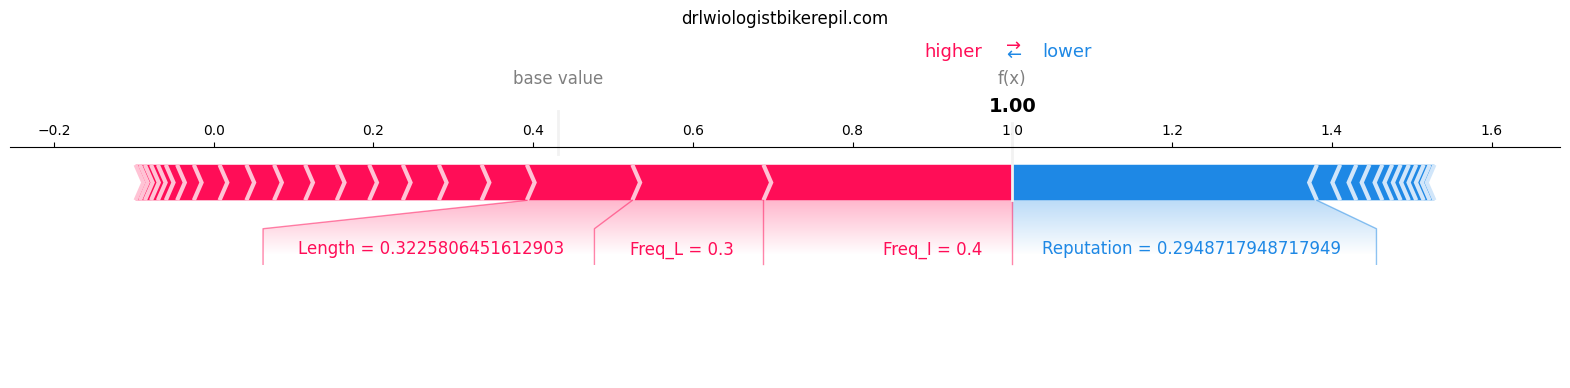 drlwiologistbikerepil.com
higher ⇄ lower
base value f(x)
1.00
−0.2 0.0 0.2 0.4 0.6 0.8 1.0 1.2 1.4 1.6
Length = 0.3225806451612903 Freq_L = 0.3 Freq_I = 0.4 Reputation = 0.2948717948717949